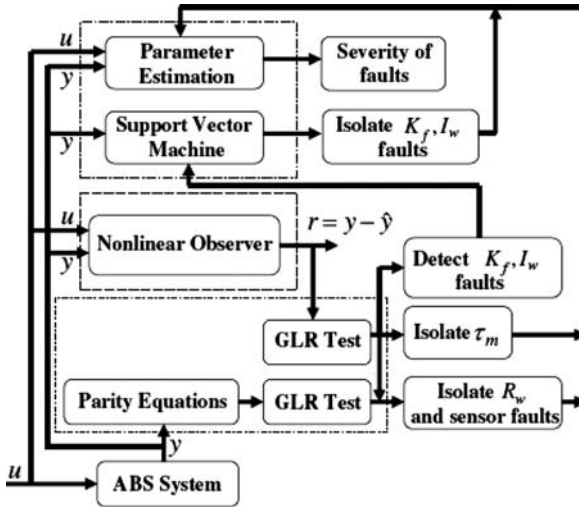 u
y
Parameter
Estimation
Severity of
faults
y
Support Vector
Machine
Isolate K_f, I_w
faults
u
y
Nonlinear Observer
r = y − ŷ
Detect K_f, I_w
faults
GLR Test
Isolate τ_m
Parity Equations
GLR Test
Isolate R_w
and sensor faults
y
u
ABS System